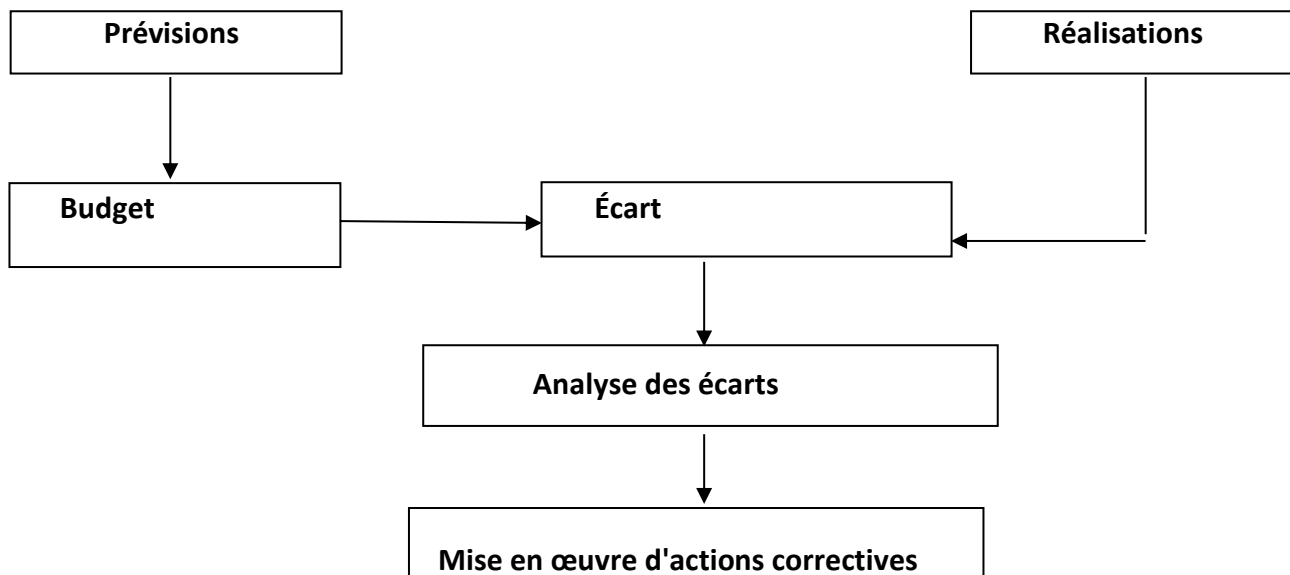 Prévisions
Réalisations
Budget
Écart
Analyse des écarts
Mise en œuvre d'actions correctives